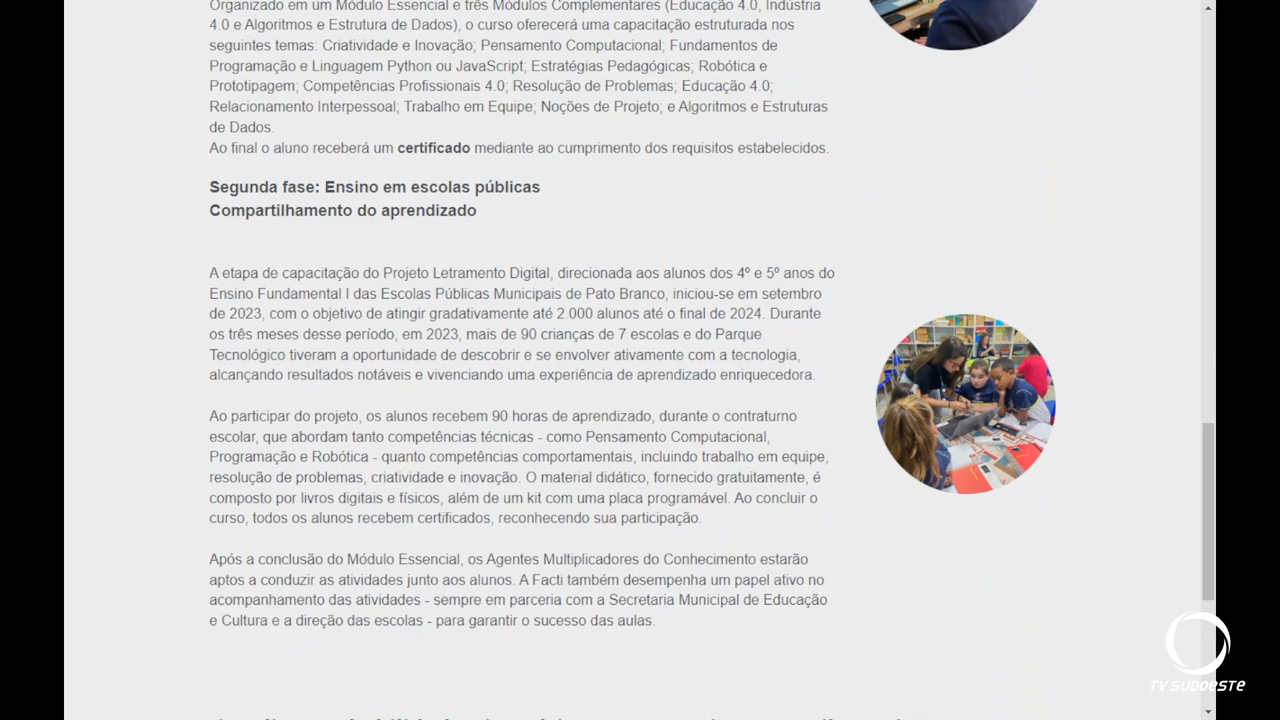 Organizado em um Módulo Essencial e três Módulos Complementares (Educação 4.0, Indústria
4.0 e Algoritmos e Estrutura de Dados), o curso oferecerá uma capacitação estruturada nos
seguintes temas: Criatividade e Inovação; Pensamento Computacional; Fundamentos de
Programação e Linguagem Python ou JavaScript; Estratégias Pedagógicas; Robótica e
Prototipagem; Competências Profissionais 4.0; Resolução de Problemas; Educação 4.0;
Relacionamento Interpessoal; Trabalho em Equipe; Noções de Projeto; e Algoritmos e Estruturas
de Dados.
Ao final o aluno receberá um certificado mediante ao cumprimento dos requisitos estabelecidos.
Segunda fase: Ensino em escolas públicas
Compartilhamento do aprendizado
A etapa de capacitação do Projeto Letramento Digital, direcionada aos alunos dos 4º e 5º anos do
Ensino Fundamental I das Escolas Públicas Municipais de Pato Branco, iniciou-se em setembro
de 2023, com o objetivo de atingir gradativamente até 2.000 alunos até o final de 2024. Durante
os três meses desse período, em 2023, mais de 90 crianças de 7 escolas e do Parque
Tecnológico tiveram a oportunidade de descobrir e se envolver ativamente com a tecnologia,
alcançando resultados notáveis e vivenciando uma experiência de aprendizado enriquecedora.
Ao participar do projeto, os alunos recebem 90 horas de aprendizado, durante o contraturno
escolar, que abordam tanto competências técnicas - como Pensamento Computacional,
Programação e Robótica - quanto competências comportamentais, incluindo trabalho em equipe,
resolução de problemas, criatividade e inovação. O material didático, fornecido gratuitamente, é
composto por livros digitais e físicos, além de um kit com uma placa programável. Ao concluir o
curso, todos os alunos recebem certificados, reconhecendo sua participação.
Após a conclusão do Módulo Essencial, os Agentes Multiplicadores do Conhecimento estarão
aptos a conduzir as atividades junto aos alunos. A Facti também desempenha um papel ativo no
acompanhamento das atividades - sempre em parceria com a Secretaria Municipal de Educação
e Cultura e a direção das escolas - para garantir o sucesso das aulas.
TV SUDOESTE